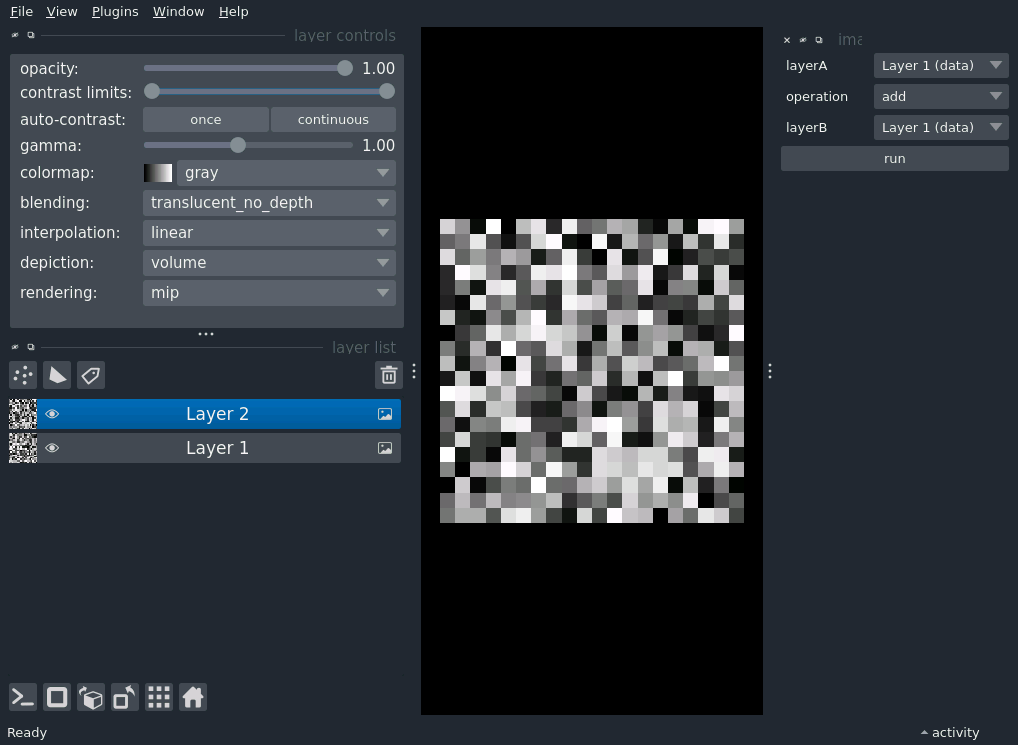 File View Plugins Window Help
layer controls
opacity: 1.00
contrast limits:
auto-contrast: once continuous
gamma: 1.00
colormap: gray
blending: translucent_no_depth
interpolation: linear
depiction: volume
rendering: mip
layer list
Layer 2
Layer 1
ima
layerA Layer 1 (data)
operation add
layerB Layer 1 (data)
run
Ready
activity